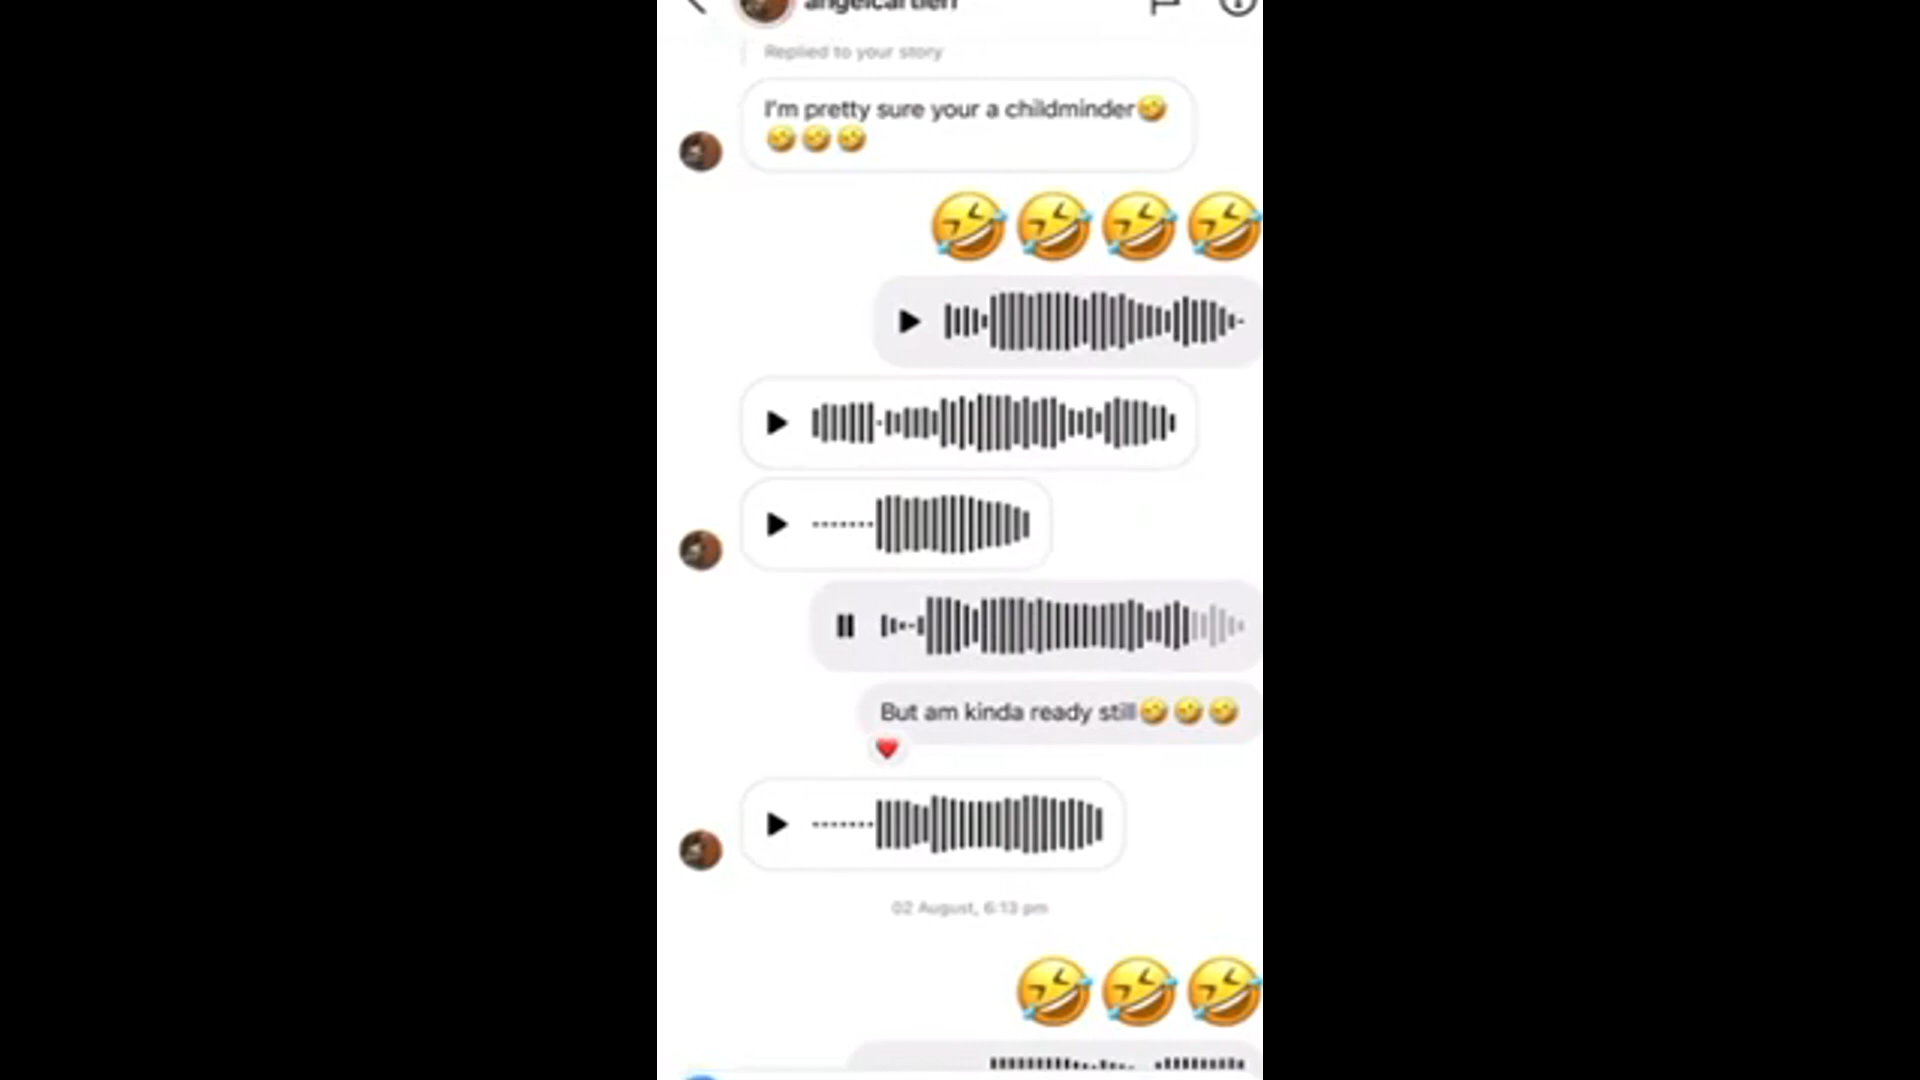 Replied to your story
I'm pretty sure your a childminder🤣
🤣🤣🤣
🤣🤣🤣🤣
But am kinda ready still🤣🤣🤣
02 August, 6:13 pm
🤣🤣🤣